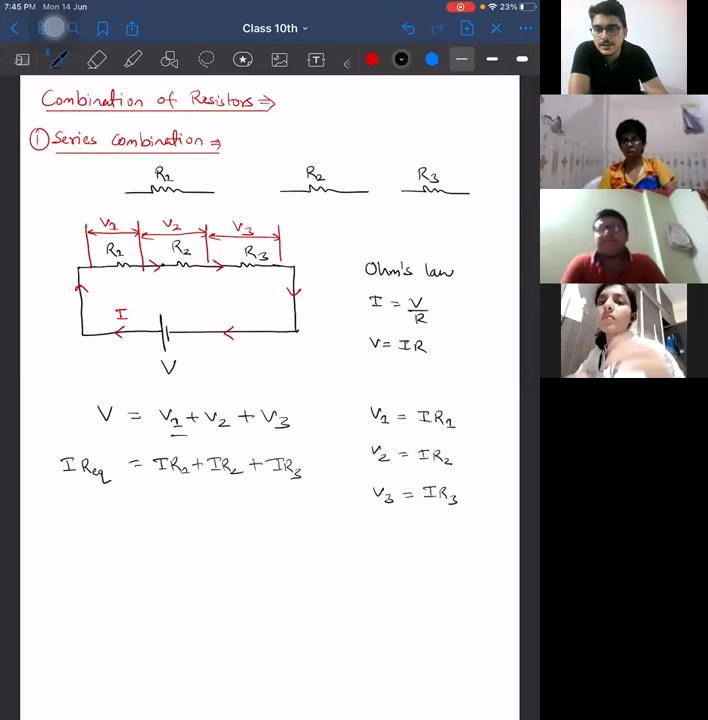 7:45 PM Mon 14 Jun
23%
Class 10th
T
Combination of Resistors ⇒
① Series combination ⇒
R1 R2 R3
V1 V2 V3
R1 R2 R3
I
V
Ohm's law
I = V/R
V = IR
V = V1 + V2 + V3
I Req = IR1 + IR2 + IR3
V1 = IR1
V2 = IR2
V3 = IR3